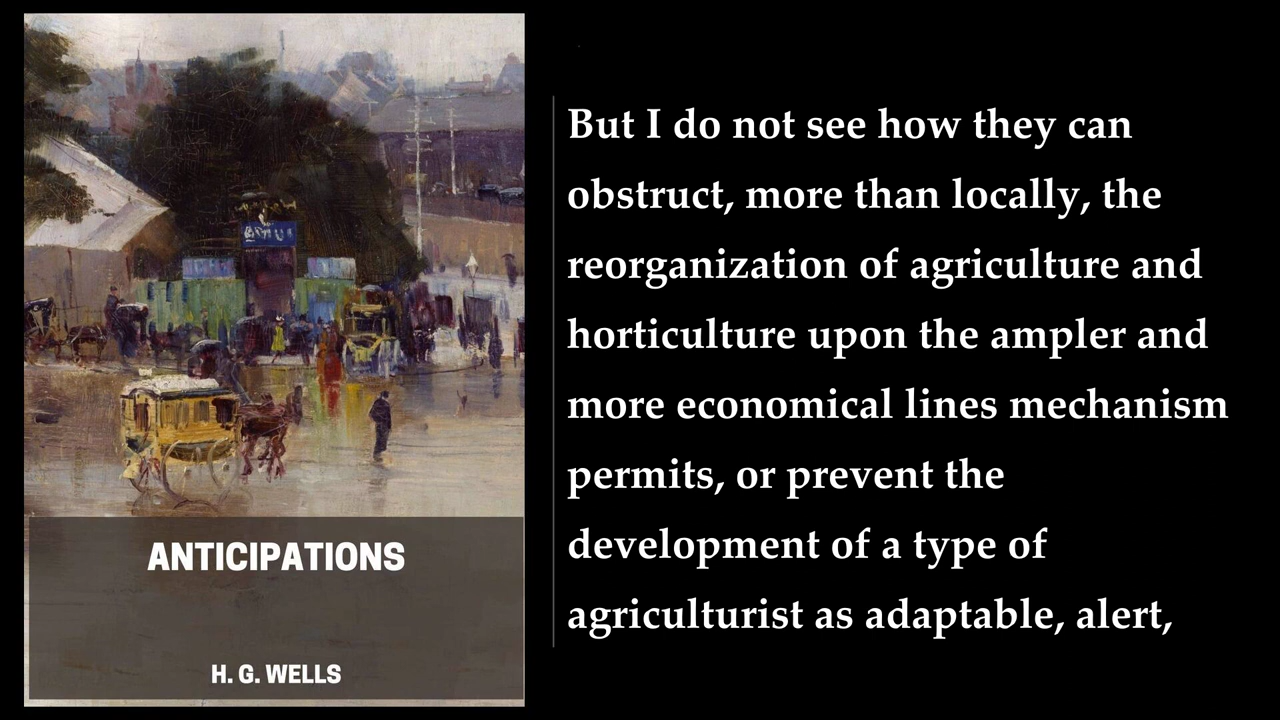 ANTICIPATIONS
H. G. WELLS
But I do not see how they can
obstruct, more than locally, the
reorganization of agriculture and
horticulture upon the ampler and
more economical lines mechanism
permits, or prevent the
development of a type of
agriculturist as adaptable, alert,